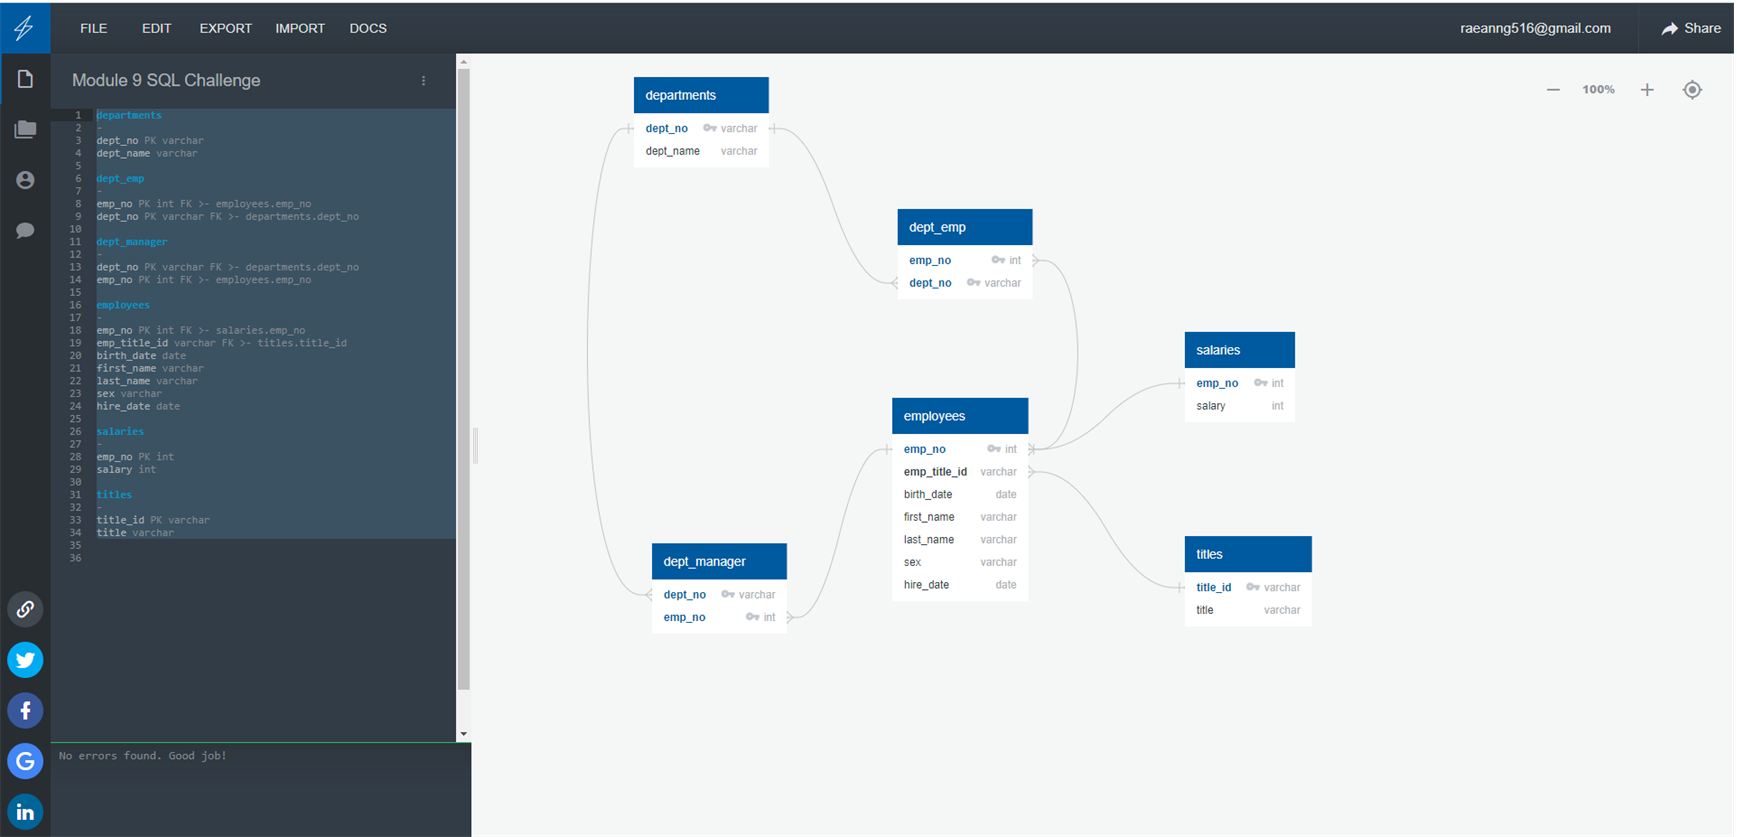 FILE EDIT EXPORT IMPORT DOCS raeanng516@gmail.com Share
Module 9 SQL Challenge
1 departments
2 -
3 dept_no PK varchar
4 dept_name varchar
5
6 dept_emp
7 -
8 emp_no PK int FK >- employees.emp_no
9 dept_no PK varchar FK >- departments.dept_no
10
11 dept_manager
12 -
13 dept_no PK varchar FK >- departments.dept_no
14 emp_no PK int FK >- employees.emp_no
15
16 employees
17 -
18 emp_no PK int FK >- salaries.emp_no
19 emp_title_id varchar FK >- titles.title_id
20 birth_date date
21 first_name varchar
22 last_name varchar
23 sex varchar
24 hire_date date
25
26 salaries
27 -
28 emp_no PK int
29 salary int
30
31 titles
32 -
33 title_id PK varchar
34 title varchar
35
36
No errors found. Good job!
100%
departments
dept_no varchar
dept_name varchar
dept_emp
emp_no int
dept_no varchar
salaries
emp_no int
salary int
employees
emp_no int
emp_title_id varchar
birth_date date
first_name varchar
last_name varchar
sex varchar
hire_date date
titles
title_id varchar
title varchar
dept_manager
dept_no varchar
emp_no int